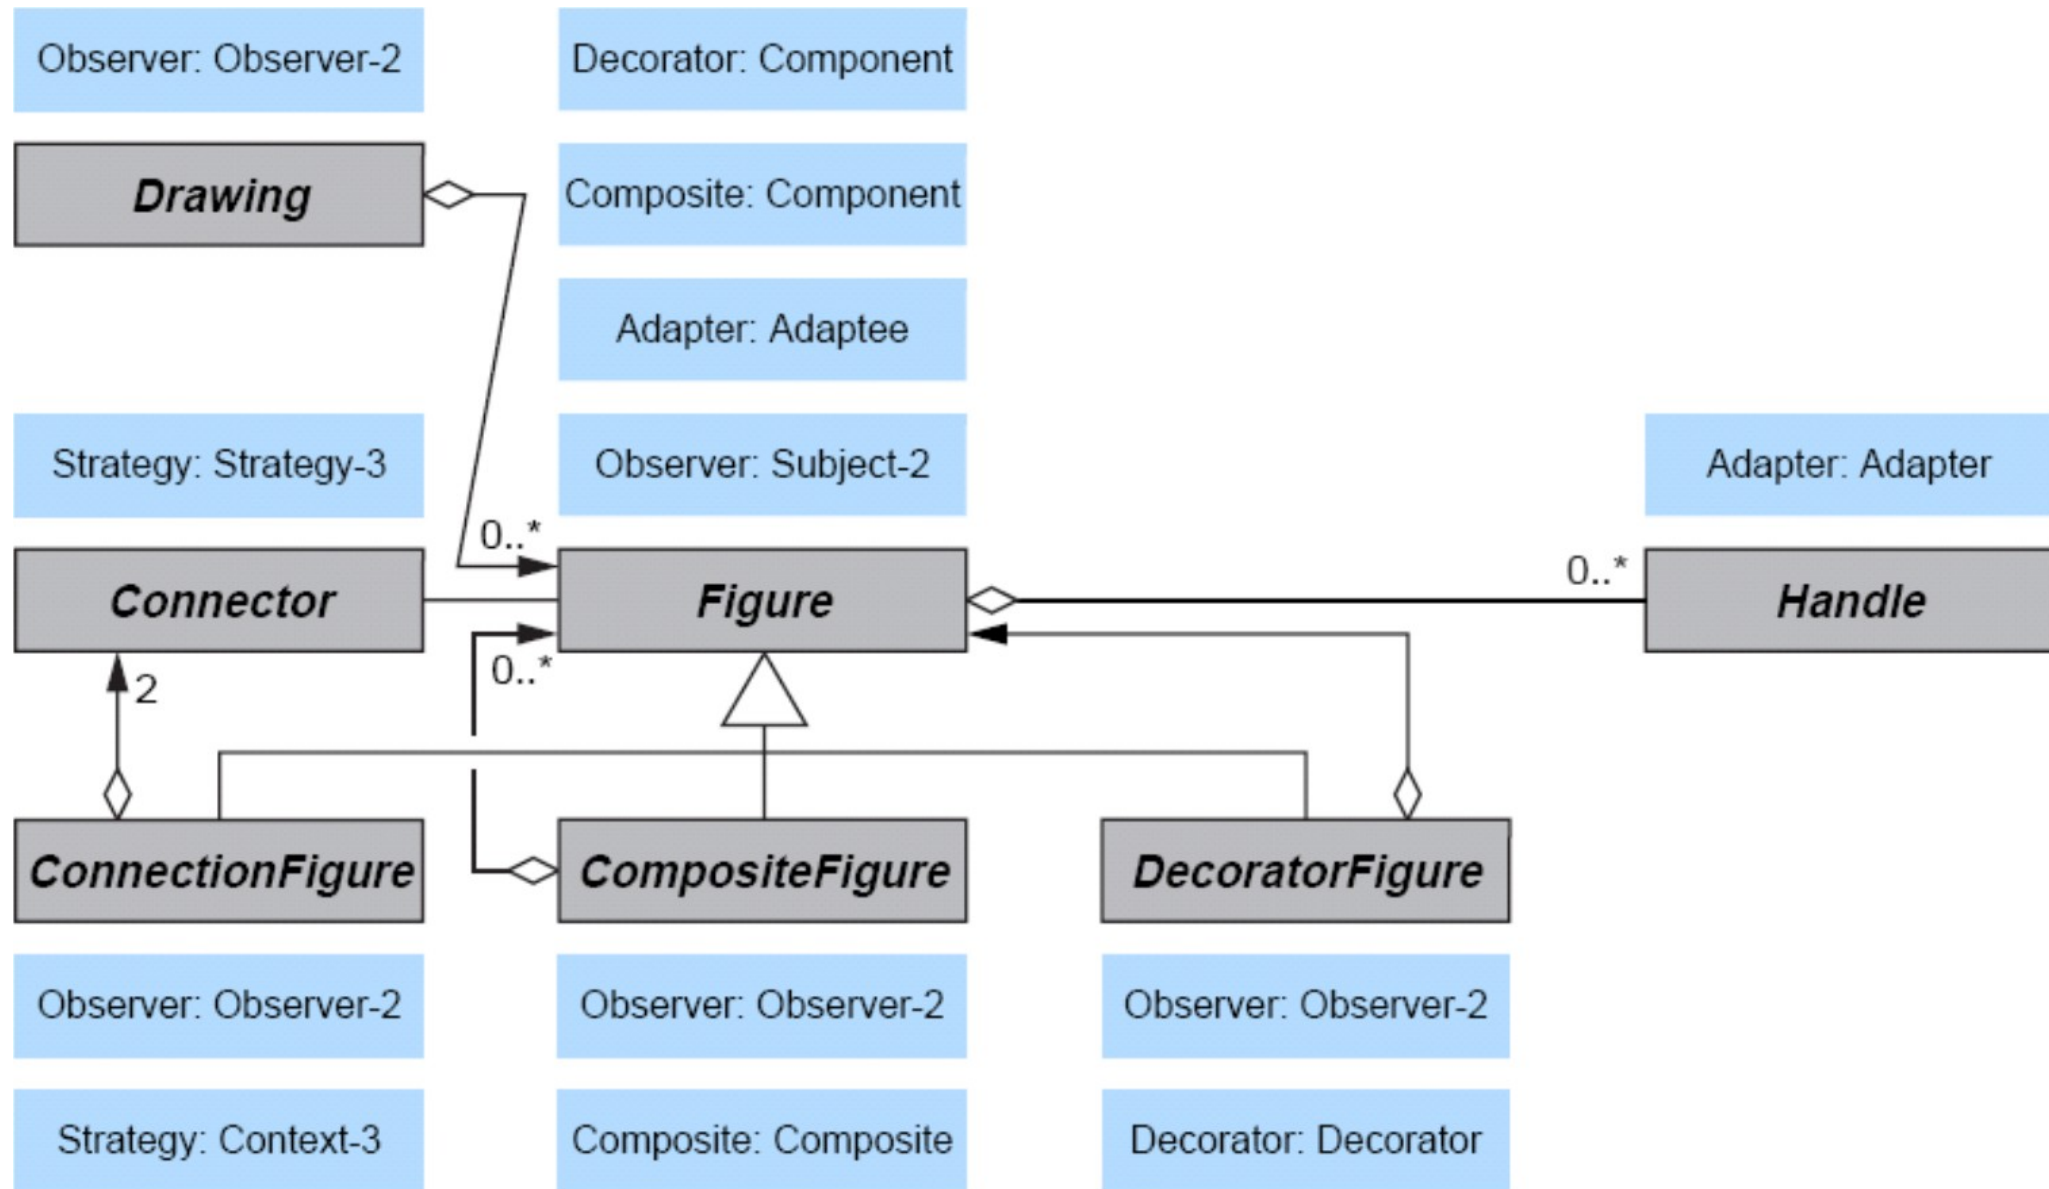 Observer: Observer-2
Decorator: Component
Drawing
Composite: Component
Adapter: Adaptee
Strategy: Strategy-3
Observer: Subject-2
Adapter: Adapter
0..*
0..*
Connector
Figure
Handle
2
0..*
ConnectionFigure
CompositeFigure
DecoratorFigure
Observer: Observer-2
Observer: Observer-2
Observer: Observer-2
Strategy: Context-3
Composite: Composite
Decorator: Decorator